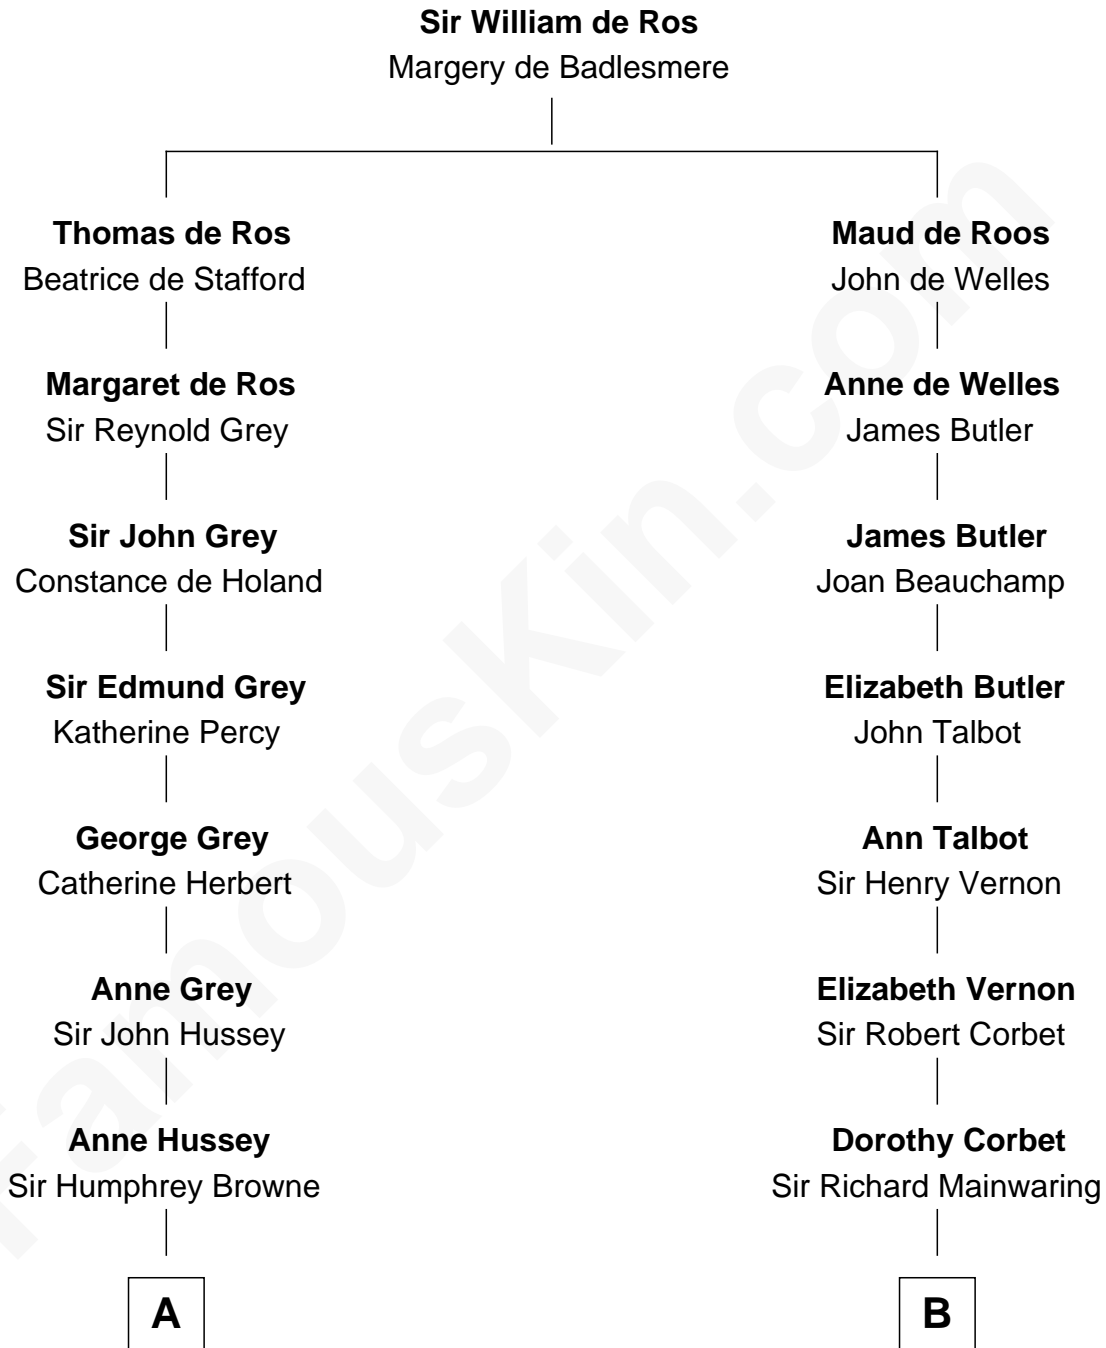 Sir William de Ros
Margery de Badlesmere
Thomas de Ros
Beatrice de Stafford
Margaret de Ros
Sir Reynold Grey
Sir John Grey
Constance de Holand
Sir Edmund Grey
Katherine Percy
George Grey
Catherine Herbert
Anne Grey
Sir John Hussey
Anne Hussey
Sir Humphrey Browne
A
Maud de Roos
John de Welles
Anne de Welles
James Butler
James Butler
Joan Beauchamp
Elizabeth Butler
John Talbot
Ann Talbot
Sir Henry Vernon
Elizabeth Vernon
Sir Robert Corbet
Dorothy Corbet
Sir Richard Mainwaring
B
FamousKin.com